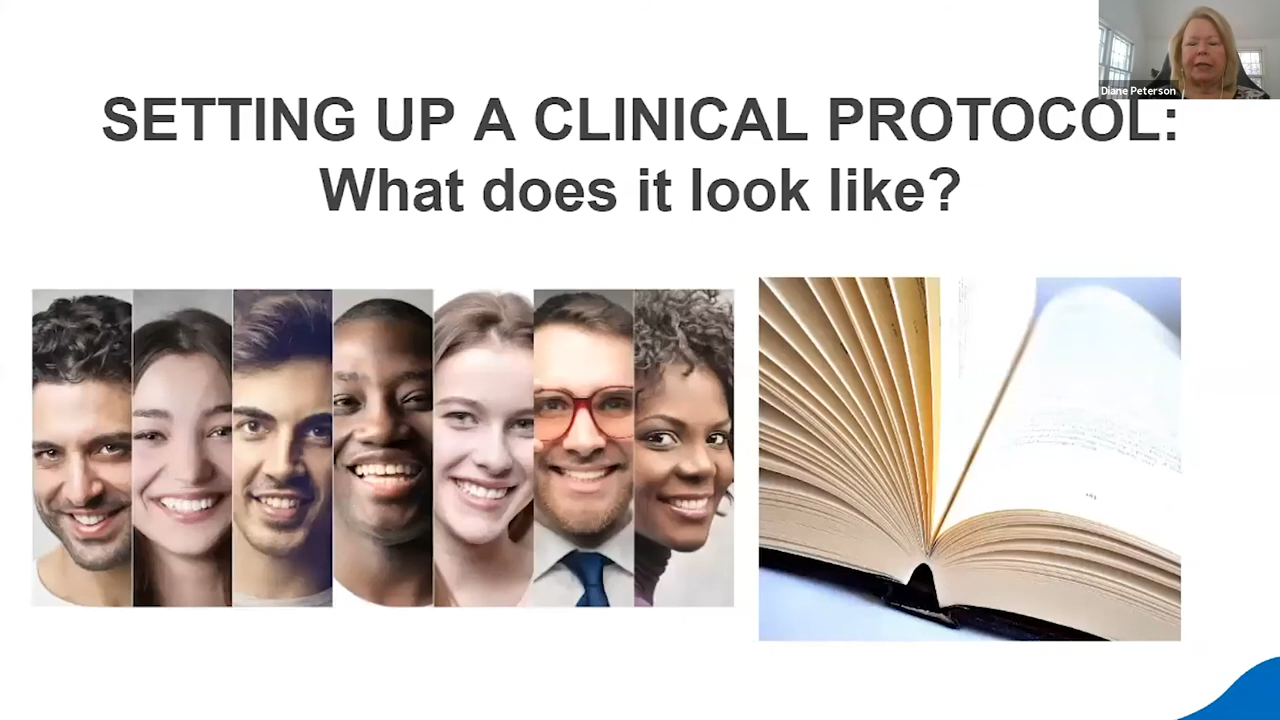 Diane Peterson
SETTING UP A CLINICAL PROTOCOL:
What does it look like?